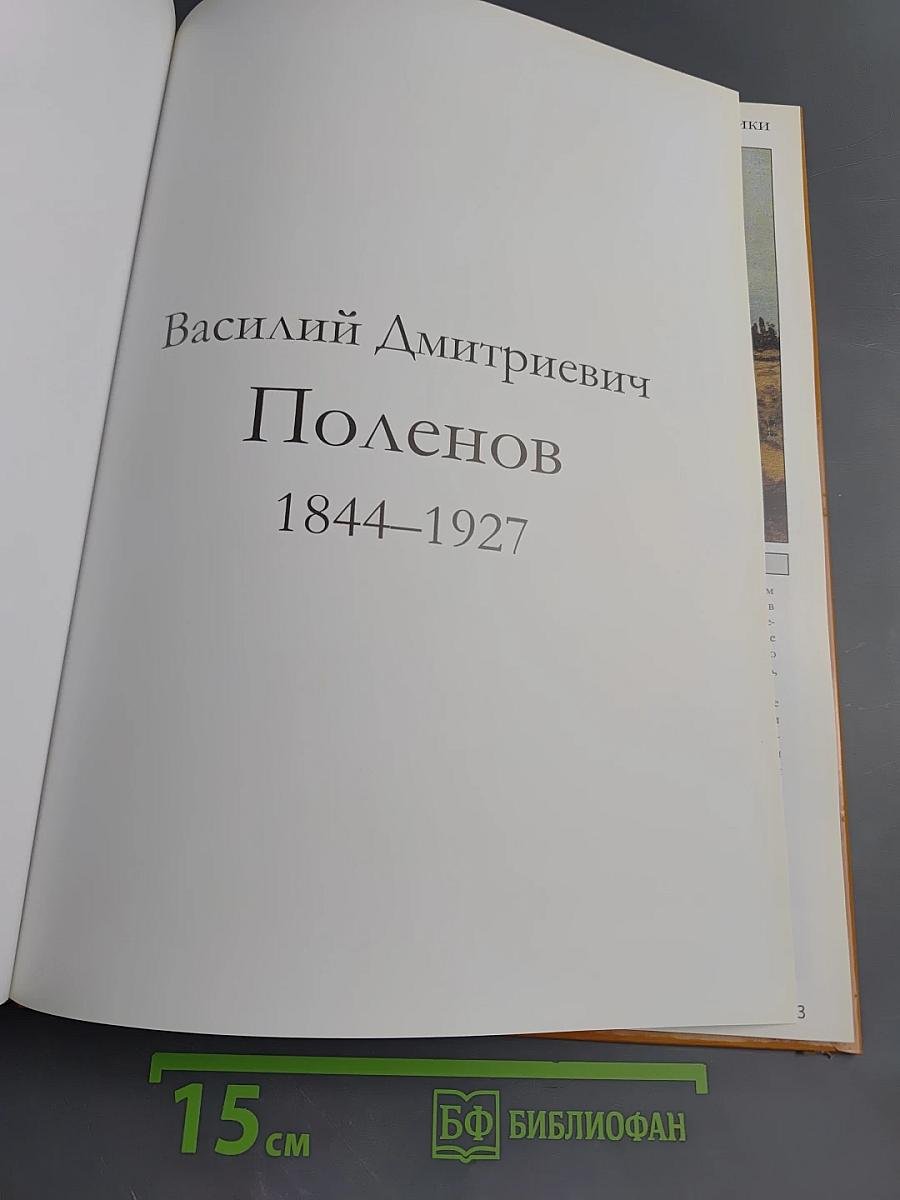 Василий Дмитриевич
Поленов
1844–1927
3
15 см
БФ БИБЛИОФАН